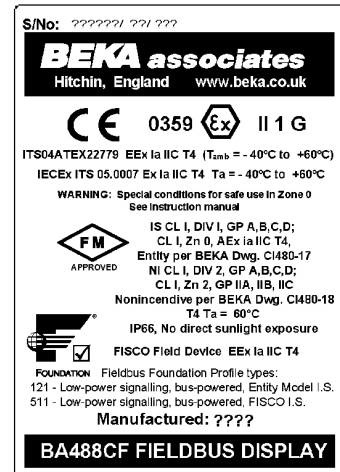 S/No: ??????/ ??/ ???
BEKA associates
Hitchin, England www.beka.co.uk
CE 0359 Ex II 1 G
ITS04ATEX22779 EEx ia IIC T4 (Tamb = - 40°C to +60°C)
IECEx ITS 05.0007 Ex ia IIC T4 Ta = - 40°C to +60°C
WARNING: Special conditions for safe use in Zone 0
See instruction manual
IS CL I, DIV I, GP A,B,C,D;
CL I, Zn 0, AEx ia IIC T4,
Entity per BEKA Dwg. CI480-17
FM
APPROVED
NI CL I, DIV 2, GP A,B,C,D;
CL I, Zn 2, GP IIA, IIB, IIC
Nonincendive per BEKA Dwg. CI480-18
T4 Ta = 60°C
IP66, No direct sunlight exposure
FISCO Field Device EEx ia IIC T4
FOUNDATION Fieldbus Foundation Profile types:
121 - Low-power signalling, bus-powered, Entity Model I.S.
511 - Low-power signalling, bus-powered, FISCO I.S.
Manufactured: ????
BA488CF FIELDBUS DISPLAY